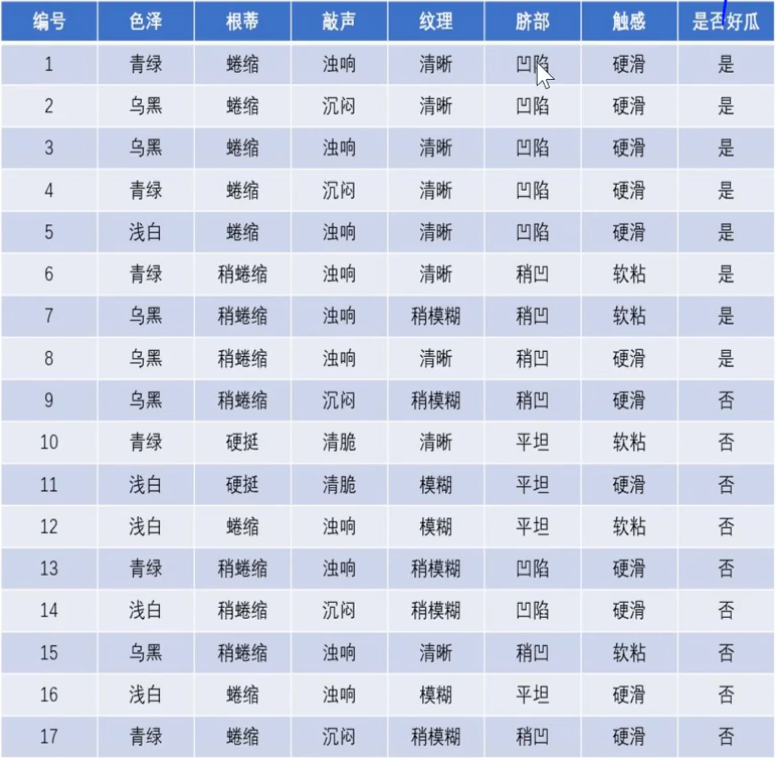 编号 色泽 根蒂 敲声 纹理 脐部 触感 是否好瓜
1 青绿 蜷缩 浊响 清晰 凹陷 硬滑 是
2 乌黑 蜷缩 沉闷 清晰 凹陷 硬滑 是
3 乌黑 蜷缩 浊响 清晰 凹陷 硬滑 是
4 青绿 蜷缩 沉闷 清晰 凹陷 硬滑 是
5 浅白 蜷缩 浊响 清晰 凹陷 硬滑 是
6 青绿 稍蜷缩 浊响 清晰 稍凹 软粘 是
7 乌黑 稍蜷缩 浊响 稍模糊 稍凹 软粘 是
8 乌黑 稍蜷缩 浊响 清晰 稍凹 硬滑 是
9 乌黑 稍蜷缩 沉闷 稍模糊 稍凹 硬滑 否
10 青绿 硬挺 清脆 清晰 平坦 软粘 否
11 浅白 硬挺 清脆 模糊 平坦 硬滑 否
12 浅白 蜷缩 浊响 模糊 平坦 软粘 否
13 青绿 稍蜷缩 浊响 稍模糊 凹陷 硬滑 否
14 浅白 稍蜷缩 沉闷 稍模糊 凹陷 硬滑 否
15 乌黑 稍蜷缩 浊响 清晰 稍凹 软粘 否
16 浅白 蜷缩 浊响 模糊 平坦 硬滑 否
17 青绿 蜷缩 沉闷 稍模糊 稍凹 硬滑 否